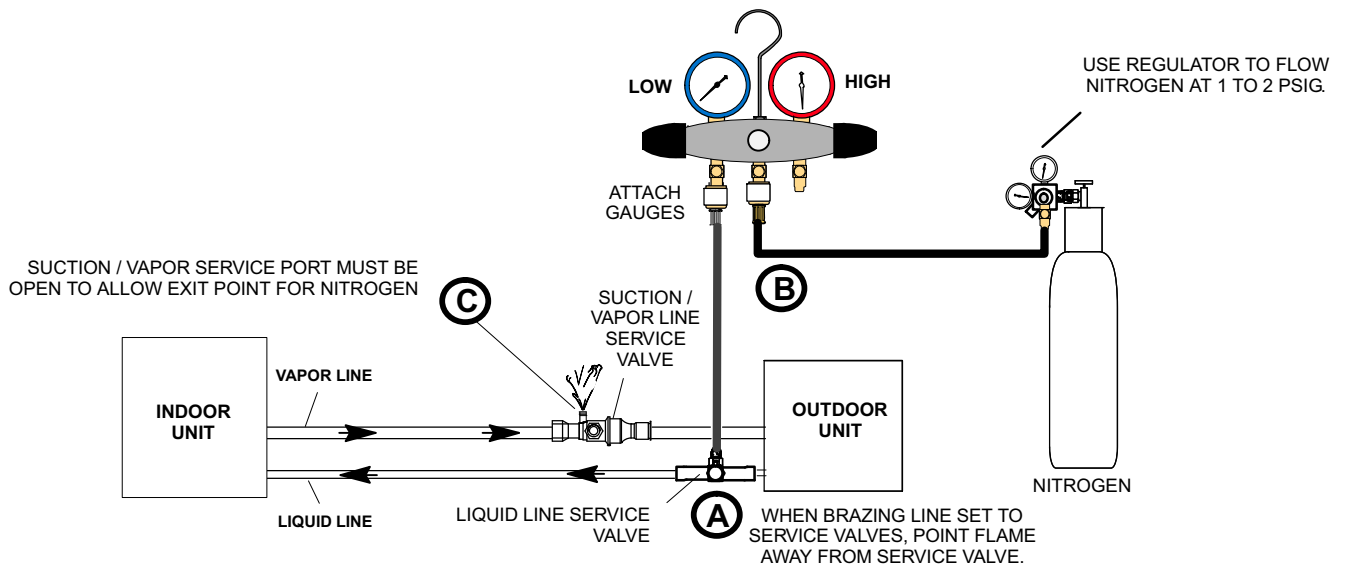 LOW
HIGH
USE REGULATOR TO FLOW
NITROGEN AT 1 TO 2 PSIG.
ATTACH
GAUGES
SUCTION / VAPOR SERVICE PORT MUST BE
OPEN TO ALLOW EXIT POINT FOR NITROGEN
C
SUCTION /
VAPOR LINE
SERVICE
VALVE
B
VAPOR LINE
INDOOR
UNIT
OUTDOOR
UNIT
NITROGEN
LIQUID LINE
LIQUID LINE SERVICE
VALVE
A
WHEN BRAZING LINE SET TO
SERVICE VALVES, POINT FLAME
AWAY FROM SERVICE VALVE.